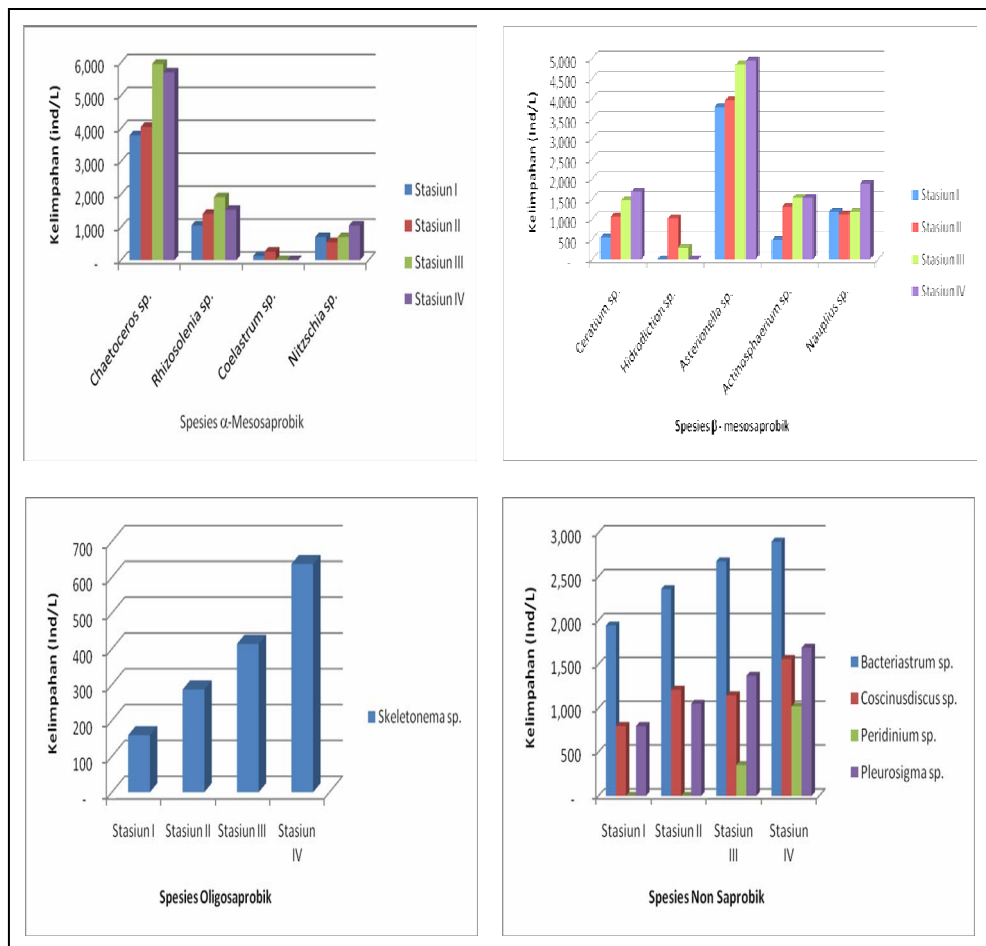 Kelimpahan (ind/L)
6,000
5,000
4,000
3,000
2,000
1,000
-
Chaetoceros sp.
Rhizosolenia sp.
Coelastrum sp.
Nitzschia sp.
Stasiun I
Stasiun II
Stasiun III
Stasiun IV
Spesies α-Mesosaprobik
Kelimpahan (Ind/L)
5,000
4,500
4,000
3,500
3,000
2,500
2,000
1,500
1,000
500
-
Ceratium sp.
Hidrodiction sp.
Asterionella sp.
Actinosphaerium sp.
Nauplius sp.
Stasiun I
Stasiun II
Stasiun III
Stasiun IV
Spesies β- mesosaprobik
Kelimpahan (Ind/L)
700
600
500
400
300
200
100
-
Stasiun I
Stasiun II
Stasiun III
Stasiun
IV
Skeletonema sp.
Spesies Oligosaprobik
Kelimpahan (Ind/L)
3,000
2,500
2,000
1,500
1,000
500
-
Stasiun I
Stasiun II
Stasiun
III
Stasiun
IV
Bacteriastrum sp.
Coscinusdiscus sp.
Peridinium sp.
Pleurosigma sp.
Spesies Non Saprobik